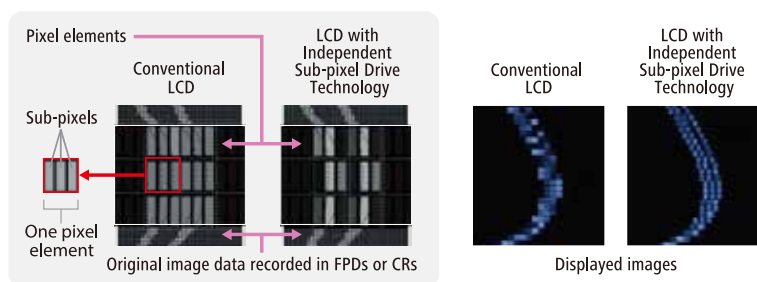 Pixel elements
Conventional
LCD
LCD with
Independent
Sub-pixel Drive
Technology
Sub-pixels
One pixel
element
Original image data recorded in FPDs or CRs
Conventional
LCD
LCD with
Independent
Sub-pixel Drive
Technology
Displayed images